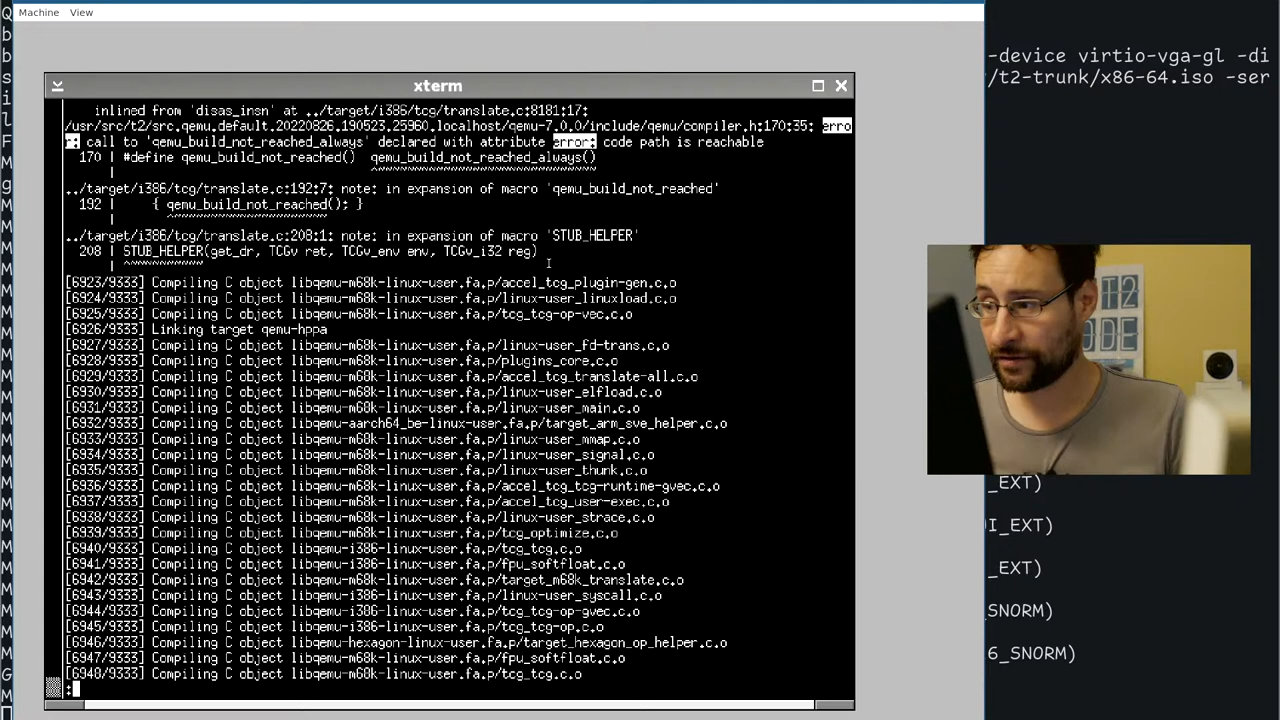 Machine View
xterm
-device virtio-vga-gl -di
/t2-trunk/x86-64.iso -ser
inlined from 'disas_insn' at ../target/i386/tcg/translate.c:8181:17:
/usr/src/t2/src.qemu.default.20220826.190523.25960.localhost/qemu-7.0.0/include/qemu/compiler.h:170:35: erro
r: call to 'qemu_build_not_reached_always' declared with attribute error: code path is reachable
170 | #define qemu_build_not_reached() qemu_build_not_reached_always()
| ^~~~~~~~~~~~~~~~~~~~~~~~~~~~~~~
../target/i386/tcg/translate.c:192:7: note: in expansion of macro 'qemu_build_not_reached'
192 | { qemu_build_not_reached(); }
| ^~~~~~~~~~~~~~~~~~~~~~
../target/i386/tcg/translate.c:208:1: note: in expansion of macro 'STUB_HELPER'
208 | STUB_HELPER(get_dr, TCGv ret, TCGv_env env, TCGv_i32 reg)
| ^~~~~~~~~~~
[6923/9333] Compiling C object libqemu-m68k-linux-user.fa.p/accel_tcg_plugin-gen.c.o
[6924/9333] Compiling C object libqemu-m68k-linux-user.fa.p/linux-user_linuxload.c.o
[6925/9333] Compiling C object libqemu-m68k-linux-user.fa.p/tcg_tcg-op-vec.c.o
[6926/9333] Linking target qemu-hppa
[6927/9333] Compiling C object libqemu-m68k-linux-user.fa.p/linux-user_fd-trans.c.o
[6928/9333] Compiling C object libqemu-m68k-linux-user.fa.p/plugins_core.c.o
[6929/9333] Compiling C object libqemu-m68k-linux-user.fa.p/accel_tcg_translate-all.c.o
[6930/9333] Compiling C object libqemu-m68k-linux-user.fa.p/linux-user_elfload.c.o
[6931/9333] Compiling C object libqemu-m68k-linux-user.fa.p/linux-user_main.c.o
[6932/9333] Compiling C object libqemu-aarch64_be-linux-user.fa.p/target_arm_sve_helper.c.o
[6933/9333] Compiling C object libqemu-m68k-linux-user.fa.p/linux-user_mmap.c.o
[6934/9333] Compiling C object libqemu-m68k-linux-user.fa.p/linux-user_signal.c.o
[6935/9333] Compiling C object libqemu-m68k-linux-user.fa.p/linux-user_thunk.c.o
[6936/9333] Compiling C object libqemu-m68k-linux-user.fa.p/accel_tcg_tcg-runtime-gvec.c.o
[6937/9333] Compiling C object libqemu-m68k-linux-user.fa.p/accel_tcg_user-exec.c.o
[6938/9333] Compiling C object libqemu-m68k-linux-user.fa.p/linux-user_strace.c.o
[6939/9333] Compiling C object libqemu-m68k-linux-user.fa.p/tcg_optimize.c.o
[6940/9333] Compiling C object libqemu-i386-linux-user.fa.p/tcg_tcg.c.o
[6941/9333] Compiling C object libqemu-i386-linux-user.fa.p/fpu_softfloat.c.o
[6942/9333] Compiling C object libqemu-m68k-linux-user.fa.p/target_m68k_translate.c.o
[6943/9333] Compiling C object libqemu-i386-linux-user.fa.p/linux-user_syscall.c.o
[6944/9333] Compiling C object libqemu-i386-linux-user.fa.p/tcg_tcg-op-gvec.c.o
[6945/9333] Compiling C object libqemu-i386-linux-user.fa.p/tcg_tcg-op.c.o
[6946/9333] Compiling C object libqemu-hexagon-linux-user.fa.p/target_hexagon_op_helper.c.o
[6947/9333] Compiling C object libqemu-m68k-linux-user.fa.p/fpu_softfloat.c.o
[6948/9333] Compiling C object libqemu-m68k-linux-user.fa.p/tcg_tcg.c.o
:
T2
_EXT)
I_EXT)
_EXT)
SNORM)
6_SNORM)